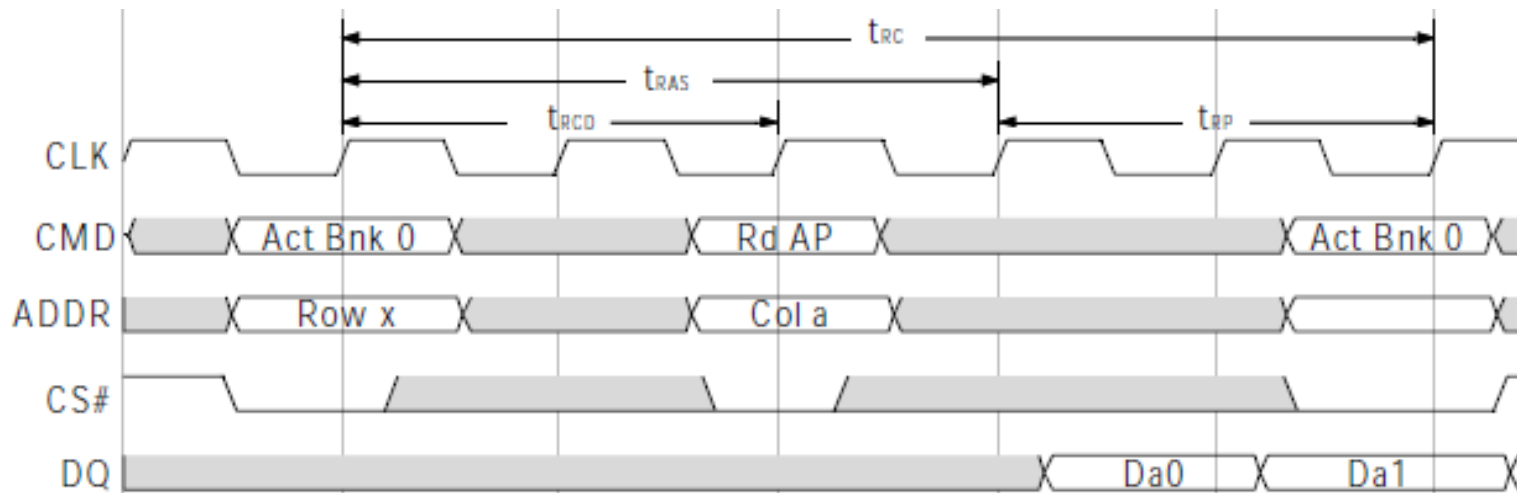 tRC
tRAS
tRCD tRP
CLK
CMD Act Bnk 0 Rd AP Act Bnk 0
ADDR Row x Col a
CS#
DQ Da0 Da1